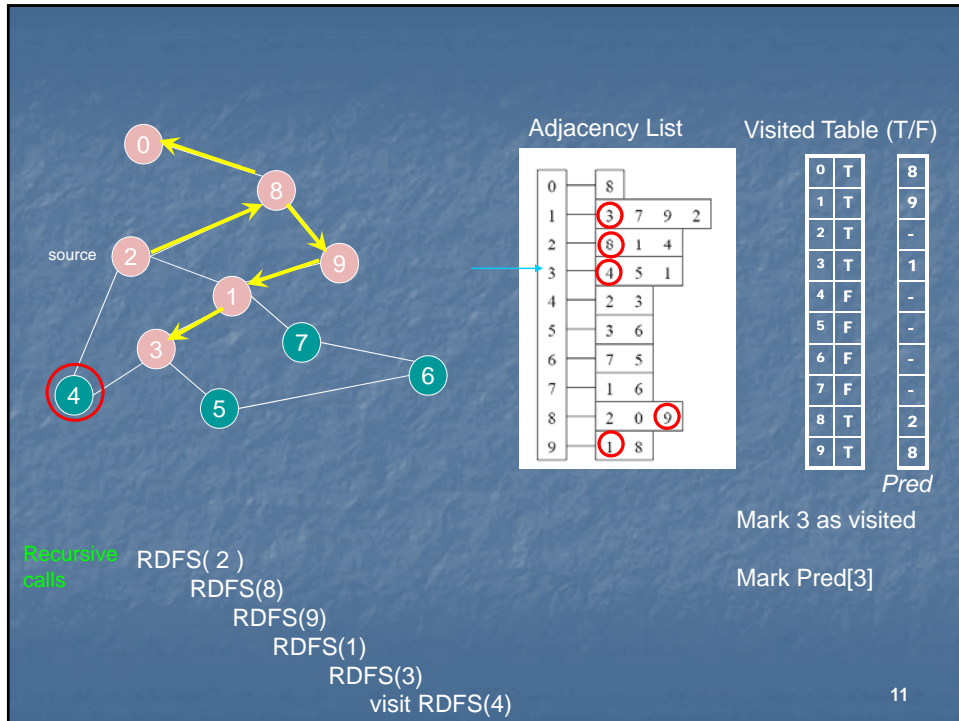 0
8
source
2
9
1
3
7
6
4
5
Adjacency List
0 8
1 3 7 9 2
2 8 1 4
3 4 5 1
4 2 3
5 3 6
6 7 5
7 1 6
8 2 0 9
9 1 8
Visited Table (T/F)
0 T 8
1 T 9
2 T -
3 T 1
4 F -
5 F -
6 F -
7 F -
8 T 2
9 T 8
Pred
Mark 3 as visited
Mark Pred[3]
Recursive
calls
RDFS( 2 )
RDFS(8)
RDFS(9)
RDFS(1)
RDFS(3)
visit RDFS(4)
11